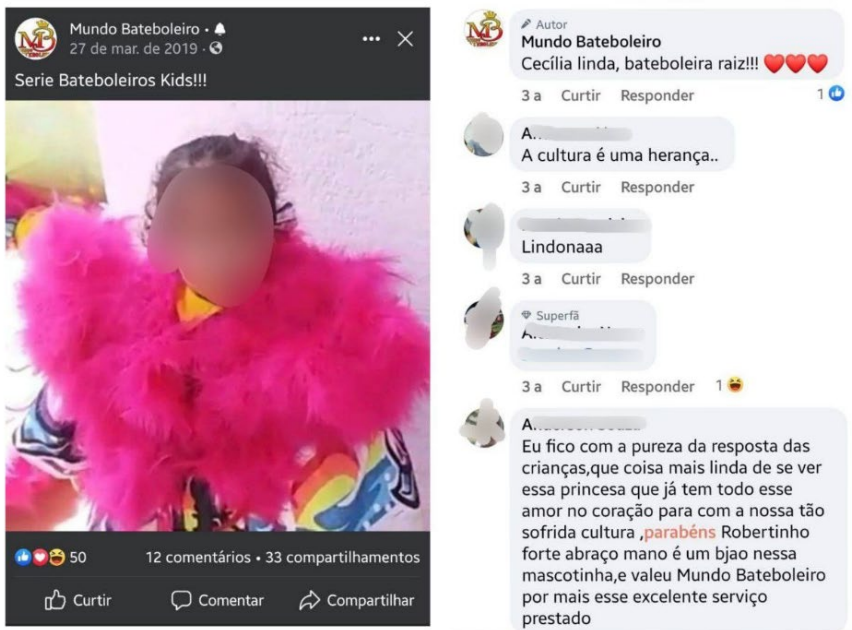 Mundo Bateboleiro •
27 de mar. de 2019 ·
Serie Bateboleiros Kids!!!
50
12 comentários • 33 compartilhamentos
Curtir
Comentar
Compartilhar
Autor
Mundo Bateboleiro
Cecília linda, bateboleira raiz!!! ❤️❤️❤️
3 a Curtir Responder 1
A.
A cultura é uma herança..
3 a Curtir Responder
Lindonaaa
3 a Curtir Responder
Superfã
3 a Curtir Responder 1
Eu fico com a pureza da resposta das
crianças,que coisa mais linda de se ver
essa princesa que já tem todo esse
amor no coração para com a nossa tão
sofrida cultura ,parabéns Robertinho
forte abraço mano é um bjao nessa
mascotinha,e valeu Mundo Bateboleiro
por mais esse excelente serviço
prestado